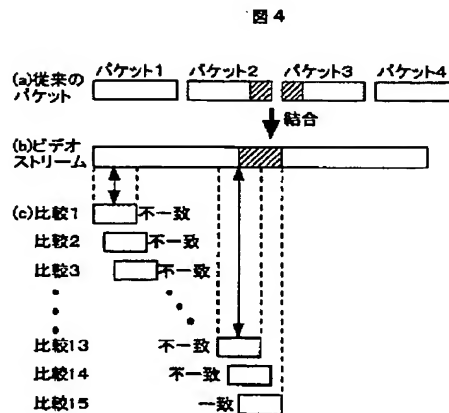 図4
パケット1 パケット2 パケット3 パケット4
(a)従来の
パケット
結合
(b)ビデオ
ストリーム
(c)比較1 不一致
比較2 不一致
比較3 不一致
比較13 不一致
比較14 不一致
比較15 一致